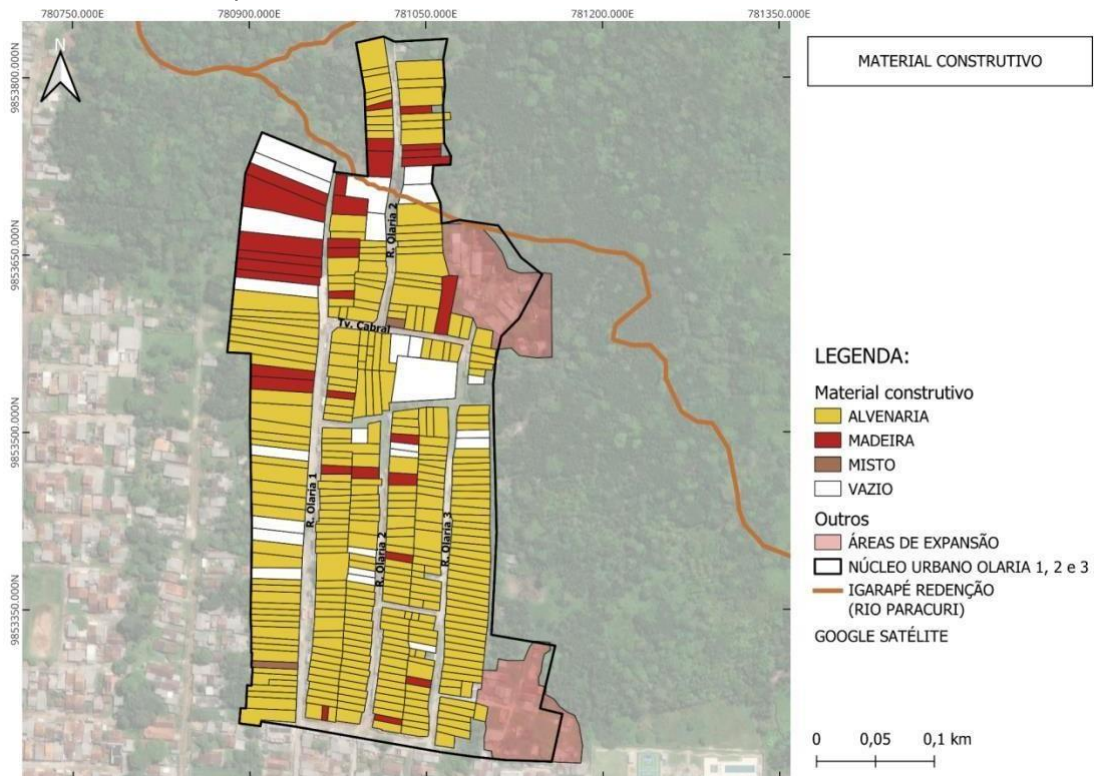 780750.000E 780900.000E 781050.000E 781200.000E 781350.000E
N
9853800.000N
9853650.000N
9853500.000N
9853350.000N
R. Olaria 2
Tv. Cabral
R. Olaria 1
R. Olaria 2
R. Olaria 3
MATERIAL CONSTRUTIVO
LEGENDA:
Material construtivo
ALVENARIA
MADEIRA
MISTO
VAZIO
Outros
ÁREAS DE EXPANSÃO
NÚCLEO URBANO OLARIA 1, 2 e 3
IGARAPÉ REDENÇÃO
(RIO PARACURI)
GOOGLE SATÉLITE
0 0,05 0,1 km